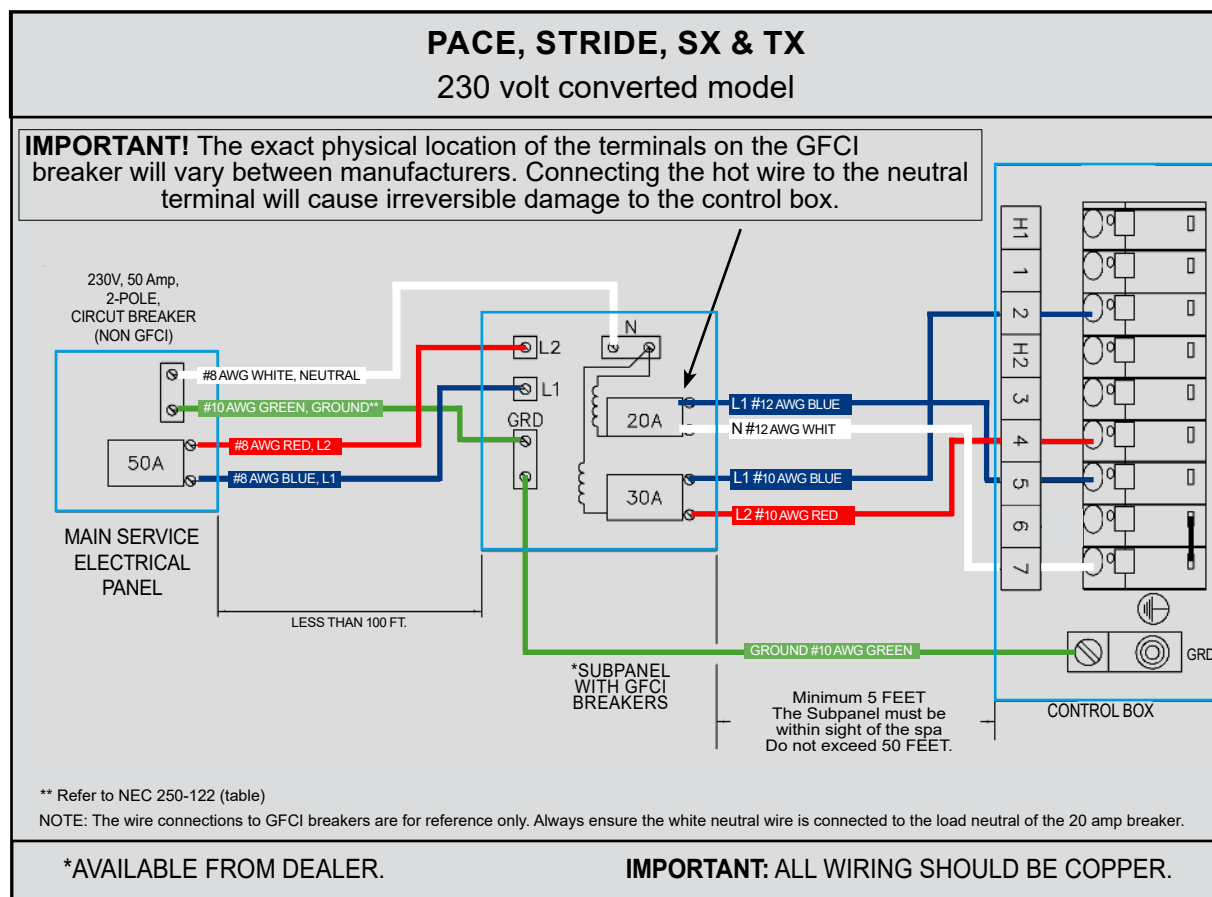 PACE, STRIDE, SX & TX
230 volt converted model
IMPORTANT! The exact physical location of the terminals on the GFCI
breaker will vary between manufacturers. Connecting the hot wire to the neutral
terminal will cause irreversible damage to the control box.
230V, 50 Amp,
2-POLE,
CIRCUT BREAKER
(NON GFCI)
#8 AWG WHITE, NEUTRAL
#10 AWG GREEN, GROUND**
#8 AWG RED, L2
#8 AWG BLUE, L1
50A
MAIN SERVICE
ELECTRICAL
PANEL
LESS THAN 100 FT.
N
L2
L1
GRD
20A
30A
*SUBPANEL
WITH GFCI
BREAKERS
L1 #12 AWG BLUE
N #12 AWG WHIT
L1 #10 AWG BLUE
L2 #10 AWG RED
GROUND #10 AWG GREEN
Minimum 5 FEET
The Subpanel must be
within sight of the spa
Do not exceed 50 FEET.
H1
1
2
H2
3
4
5
6
7
GRD
CONTROL BOX
** Refer to NEC 250-122 (table)
NOTE: The wire connections to GFCI breakers are for reference only. Always ensure the white neutral wire is connected to the load neutral of the 20 amp breaker.
*AVAILABLE FROM DEALER.
IMPORTANT: ALL WIRING SHOULD BE COPPER.